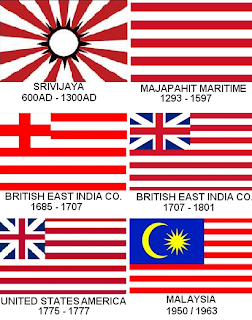 SRIVIJAYA
600AD - 1300AD
MAJAPAHIT MARITIME
1293 - 1597
BRITISH EAST INDIA CO.
1685 - 1707
BRITISH EAST INDIA CO.
1707 - 1801
UNITED STATES AMERICA
1775 - 1777
MALAYSIA
1950 / 1963